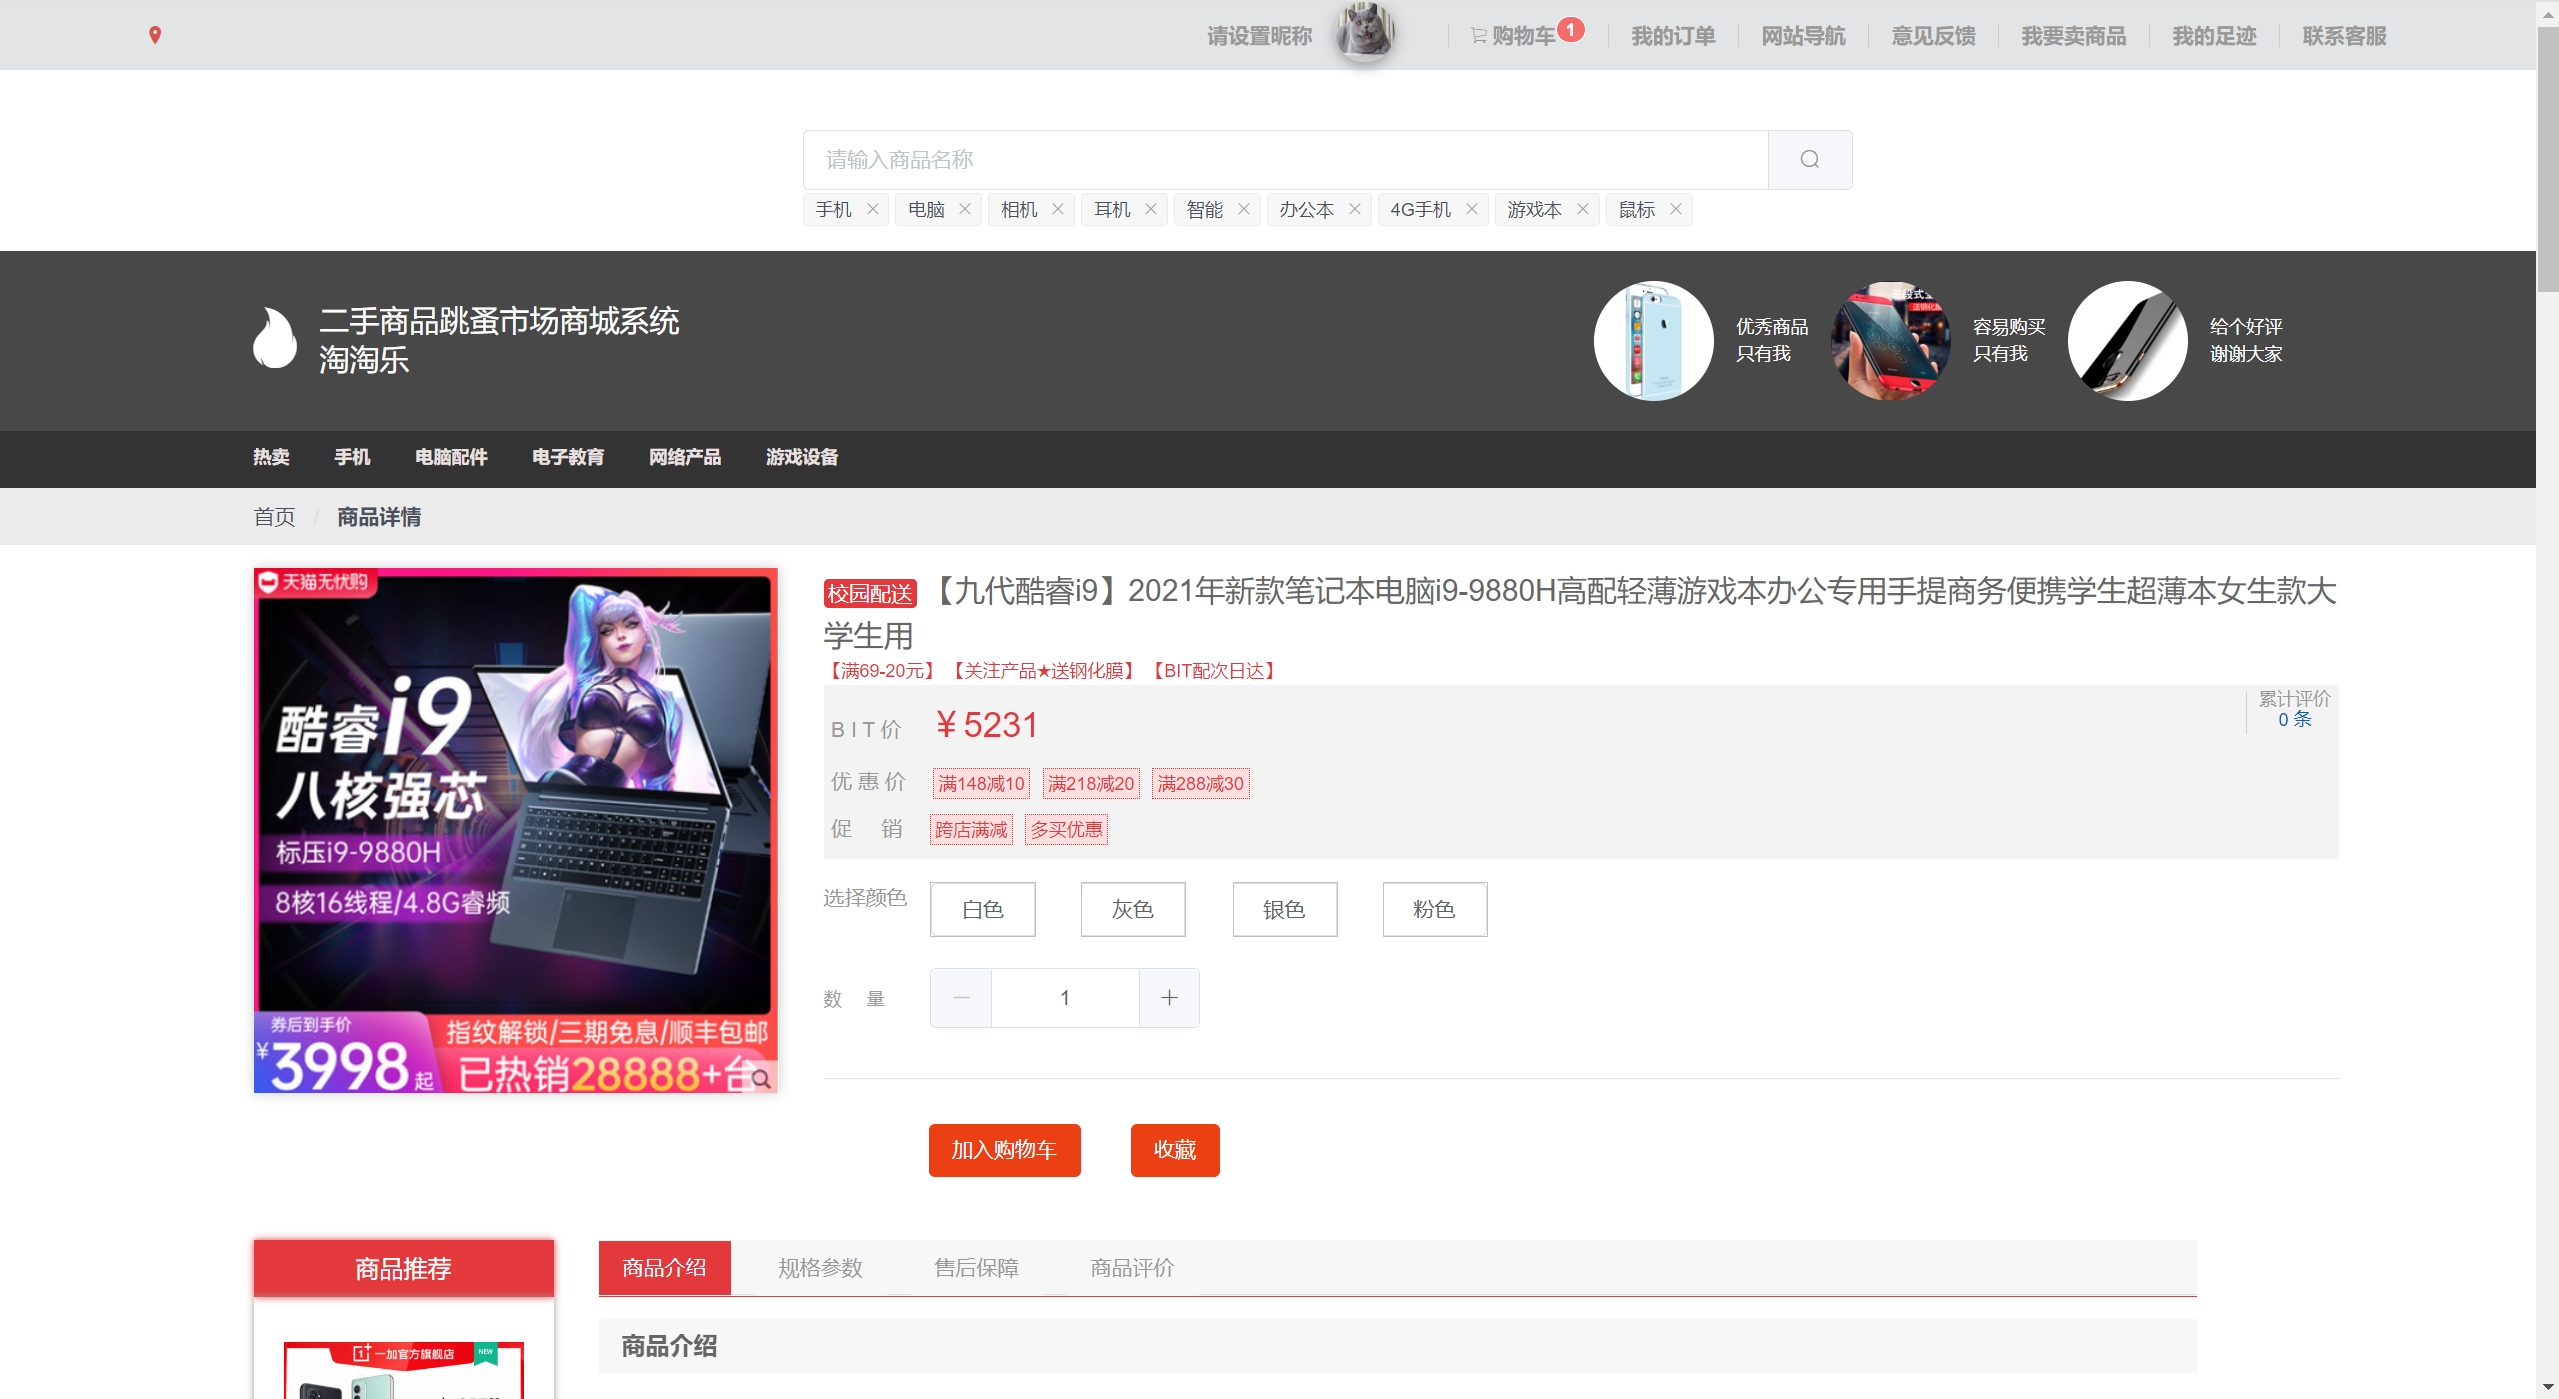 请设置昵称
购物车 1
我的订单
网站导航
意见反馈
我要卖商品
我的足迹
联系客服
请输入商品名称
手机
电脑
相机
耳机
智能
办公本
4G手机
游戏本
鼠标
二手商品跳蚤市场商城系统
淘淘乐
优秀商品
只有我
容易购买
只有我
给个好评
谢谢大家
热卖
手机
电脑配件
电子教育
网络产品
游戏设备
首页 / 商品详情
天猫无忧购
酷睿i9
八核强芯
标压i9-9880H
8核16线程/4.8G睿频
券后到手价
¥3998起
指纹解锁/三期免息/顺丰包邮
已热销28888+台
校园配送 【九代酷睿i9】2021年新款笔记本电脑i9-9880H高配轻薄游戏本办公专用手提商务便携学生超薄本女生款大
学生用
【满69-20元】 【关注产品★送钢化膜】 【BIT配次日达】
B I T 价 ¥ 5231
累计评价
0 条
优 惠 价 满148减10 满218减20 满288减30
促 销 跨店满减 多买优惠
选择颜色 白色 灰色 银色 粉色
数 量 1
加入购物车 收藏
商品推荐
一加官方旗舰店
NEW
商品介绍 规格参数 售后保障 商品评价
商品介绍